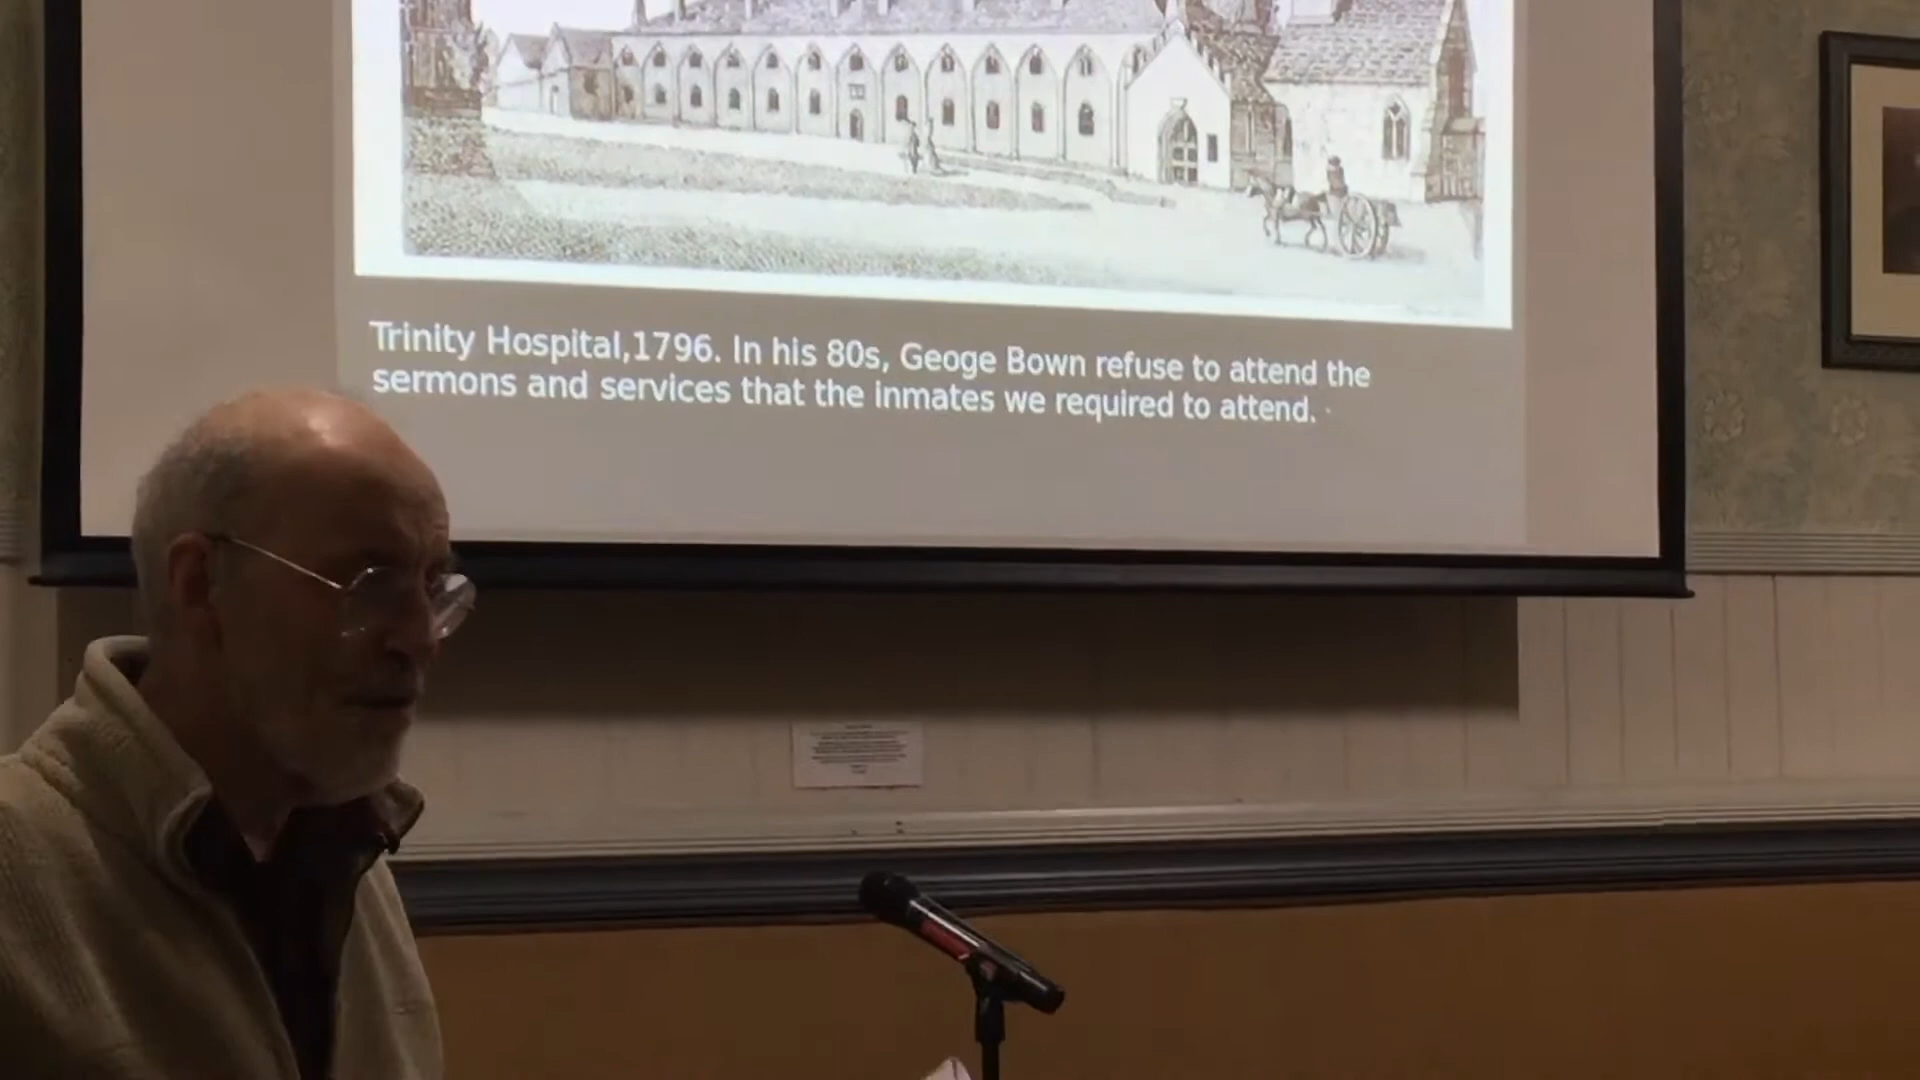 Trinity Hospital,1796. In his 80s, Geoge Bown refuse to attend the
sermons and services that the inmates we required to attend.